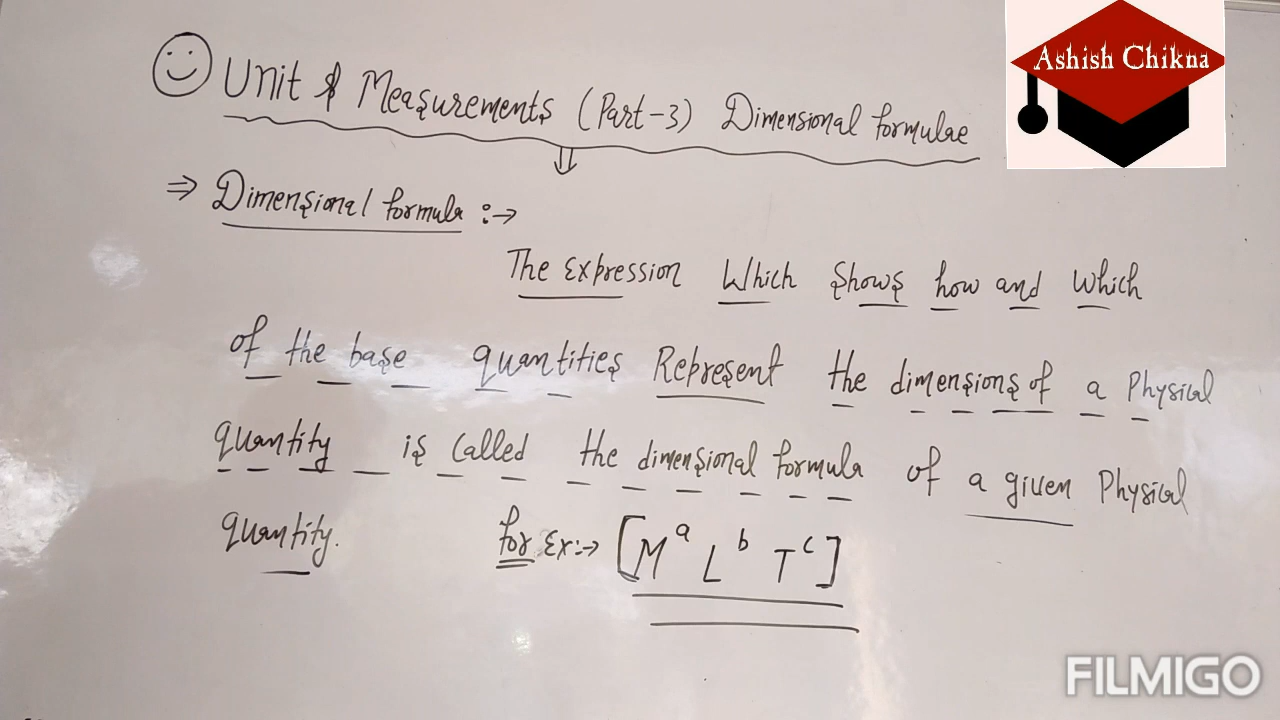 Ashish Chikna
Unit & Measurements (Part-3) Dimensional formulae
⇒ Dimensional formula :→
The Expression Which shows how and which
of the base quantities Represent the dimensions of a Physical
quantity is called the dimensional formula of a given Physical
quantity. for Ex:→ [M^a L^b T^c]
FILMIGO